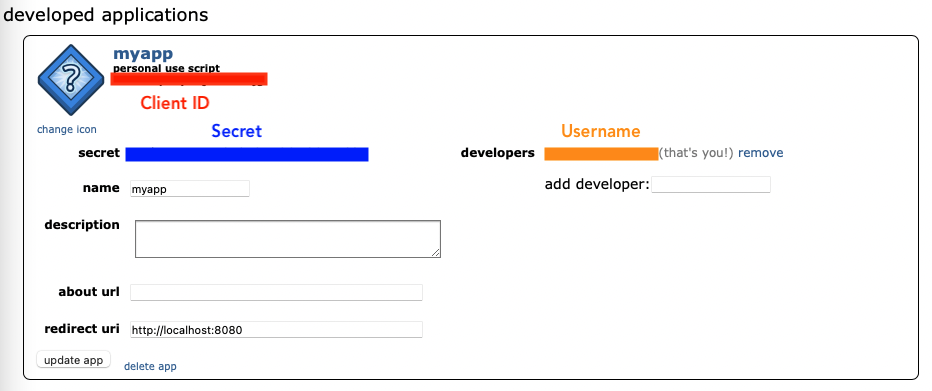 developed applications
myapp
personal use script
Client ID
change icon
Secret
Username
secret
developers (that's you!) remove
name myapp
add developer:
description
about url
redirect uri http://localhost:8080
update app delete app